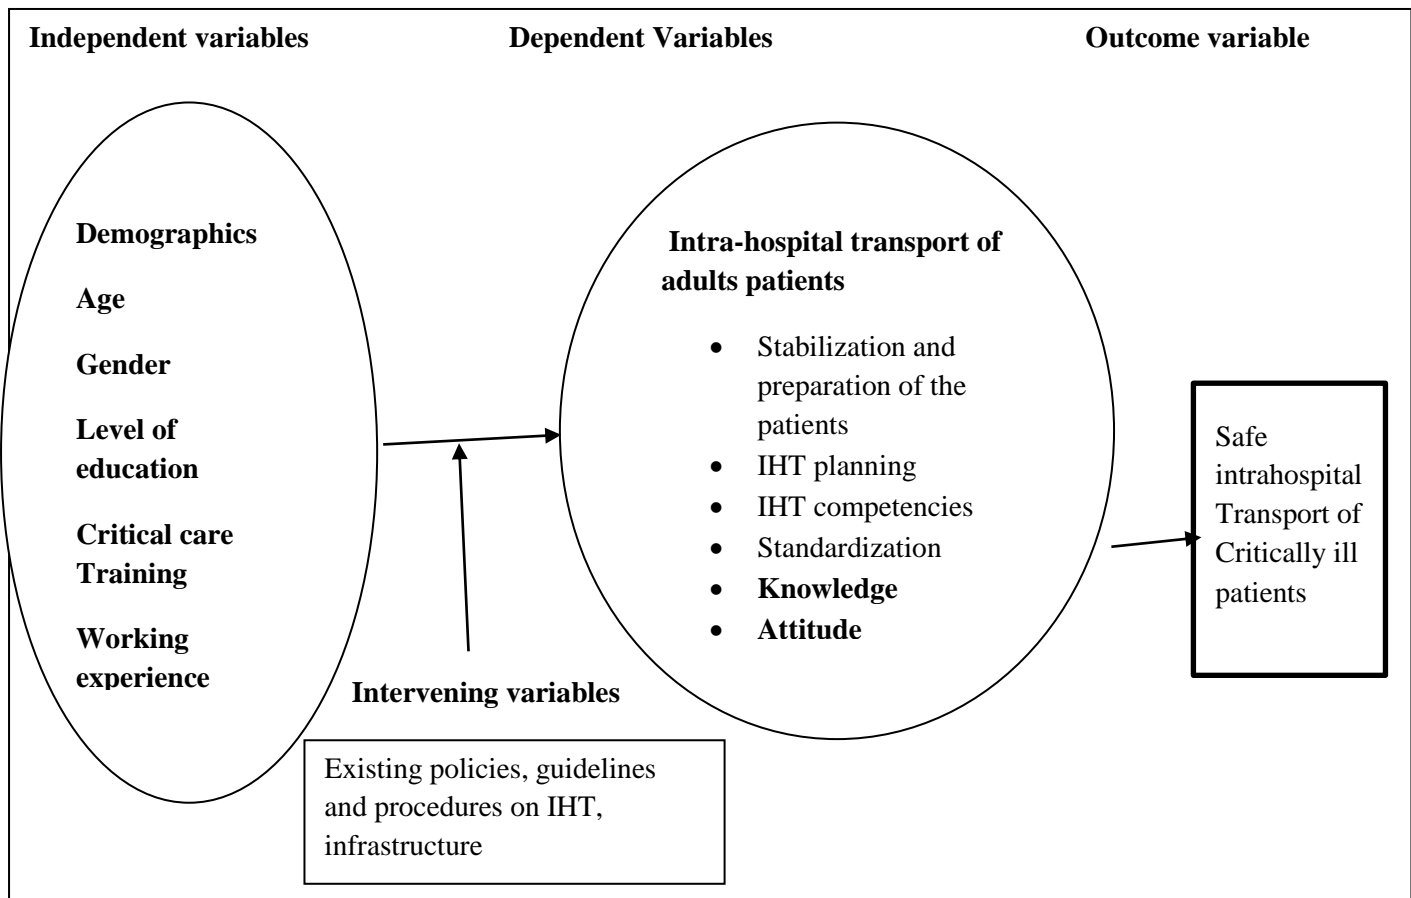 Independent variables
Dependent Variables
Outcome variable
Demographics
Age
Gender
Level of
education
Critical care
Training
Working
experience
Intervening variables
Existing policies, guidelines
and procedures on IHT,
infrastructure
Intra-hospital transport of
adults patients
• Stabilization and
preparation of the
patients
• IHT planning
• IHT competencies
• Standardization
• Knowledge
• Attitude
Safe
intrahospital
Transport of
Critically ill
patients